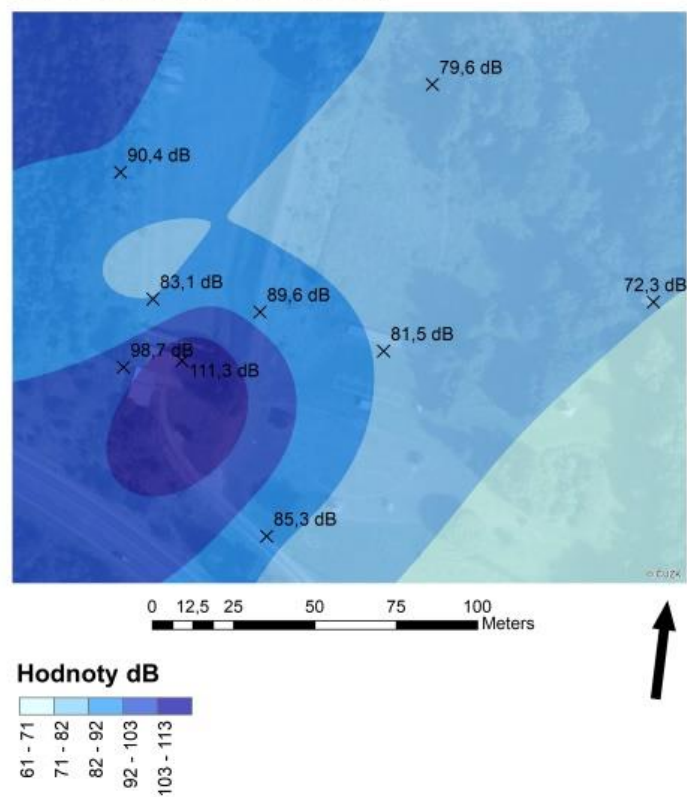 79,6 dB
90,4 dB
83,1 dB
89,6 dB
72,3 dB
81,5 dB
98,7 dB
111,3 dB
85,3 dB
© ČÚZK
0 12,5 25 50 75 100
Meters
Hodnoty dB
61 - 71
71 - 82
82 - 92
92 - 103
103 - 113